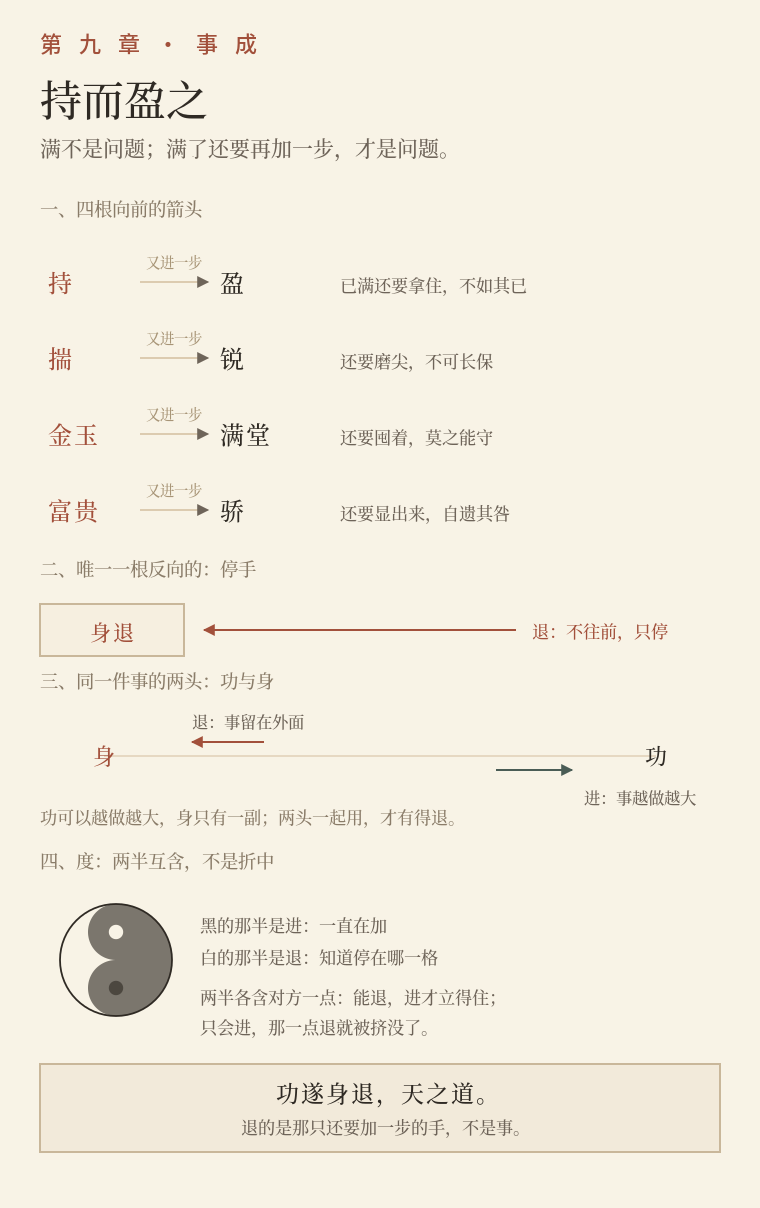 第九章·事成
持而盈之
满不是问题；满了还要再加一步，才是问题。
一、四根向前的箭头
持 又进一步 盈 已满还要拿住，不如其已
揣 又进一步 锐 还要磨尖，不可长保
金玉 又进一步 满堂 还要囤着，莫之能守
富贵 又进一步 骄 还要显出来，自遗其咎
二、唯一一根反向的：停手
身退 退：不往前，只停
三、同一件事的两头：功与身
退：事留在外面
身 功
进：事越做越大
功可以越做越大，身只有一副；两头一起用，才有得退。
四、度：两半互含，不是折中
黑的那半是进：一直在加
白的那半是退：知道停在哪一格
两半各含对方一点：能退，进才立得住；
只会进，那一点退就被挤没了。
功遂身退，天之道。
退的是那只还要加一步的手，不是事。